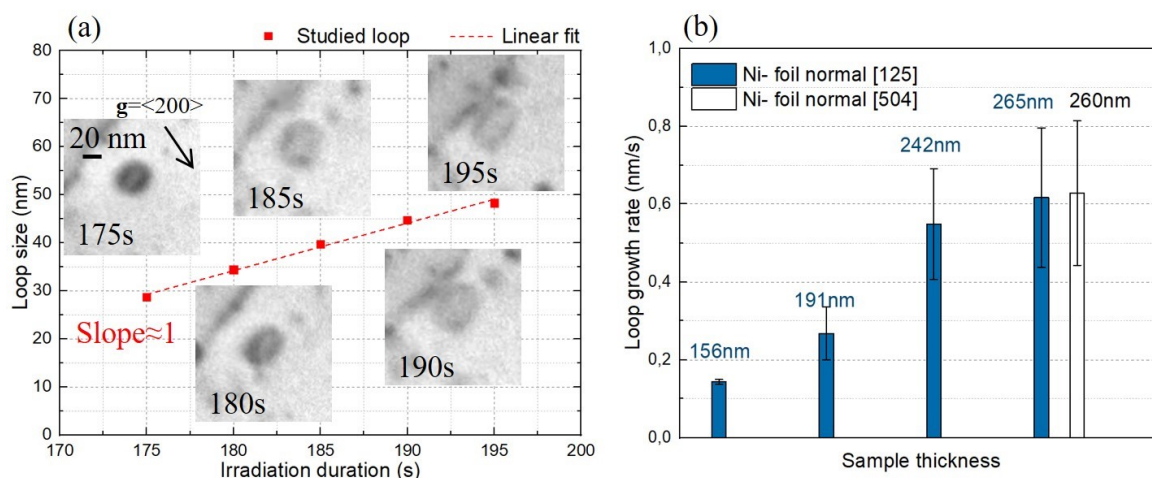 (a)
Studied loop
Linear fit
Loop size (nm)
80
70
60
50
40
30
20
10
0
g=<200>
20 nm
175s
180s
185s
190s
195s
Slope≈1
170 175 180 185 190 195 200
Irradiation duration (s)
(b)
Ni- foil normal [125]
Ni- foil normal [504]
Loop growth rate (nm/s)
1,0
0,8
0,6
0,4
0,2
0,0
156nm
191nm
242nm
265nm
260nm
Sample thickness